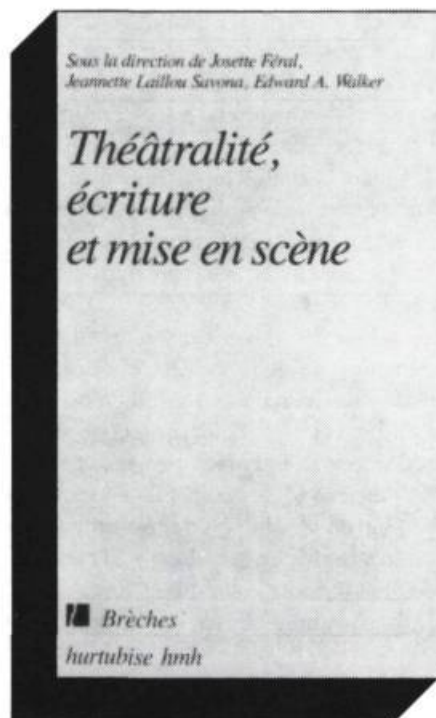 Sous la direction de Josette Féral,
Jeannette Laillou Savona, Edward A. Walker
Théâtralité,
écriture
et mise en scène
Brèches
hurtubise hmh